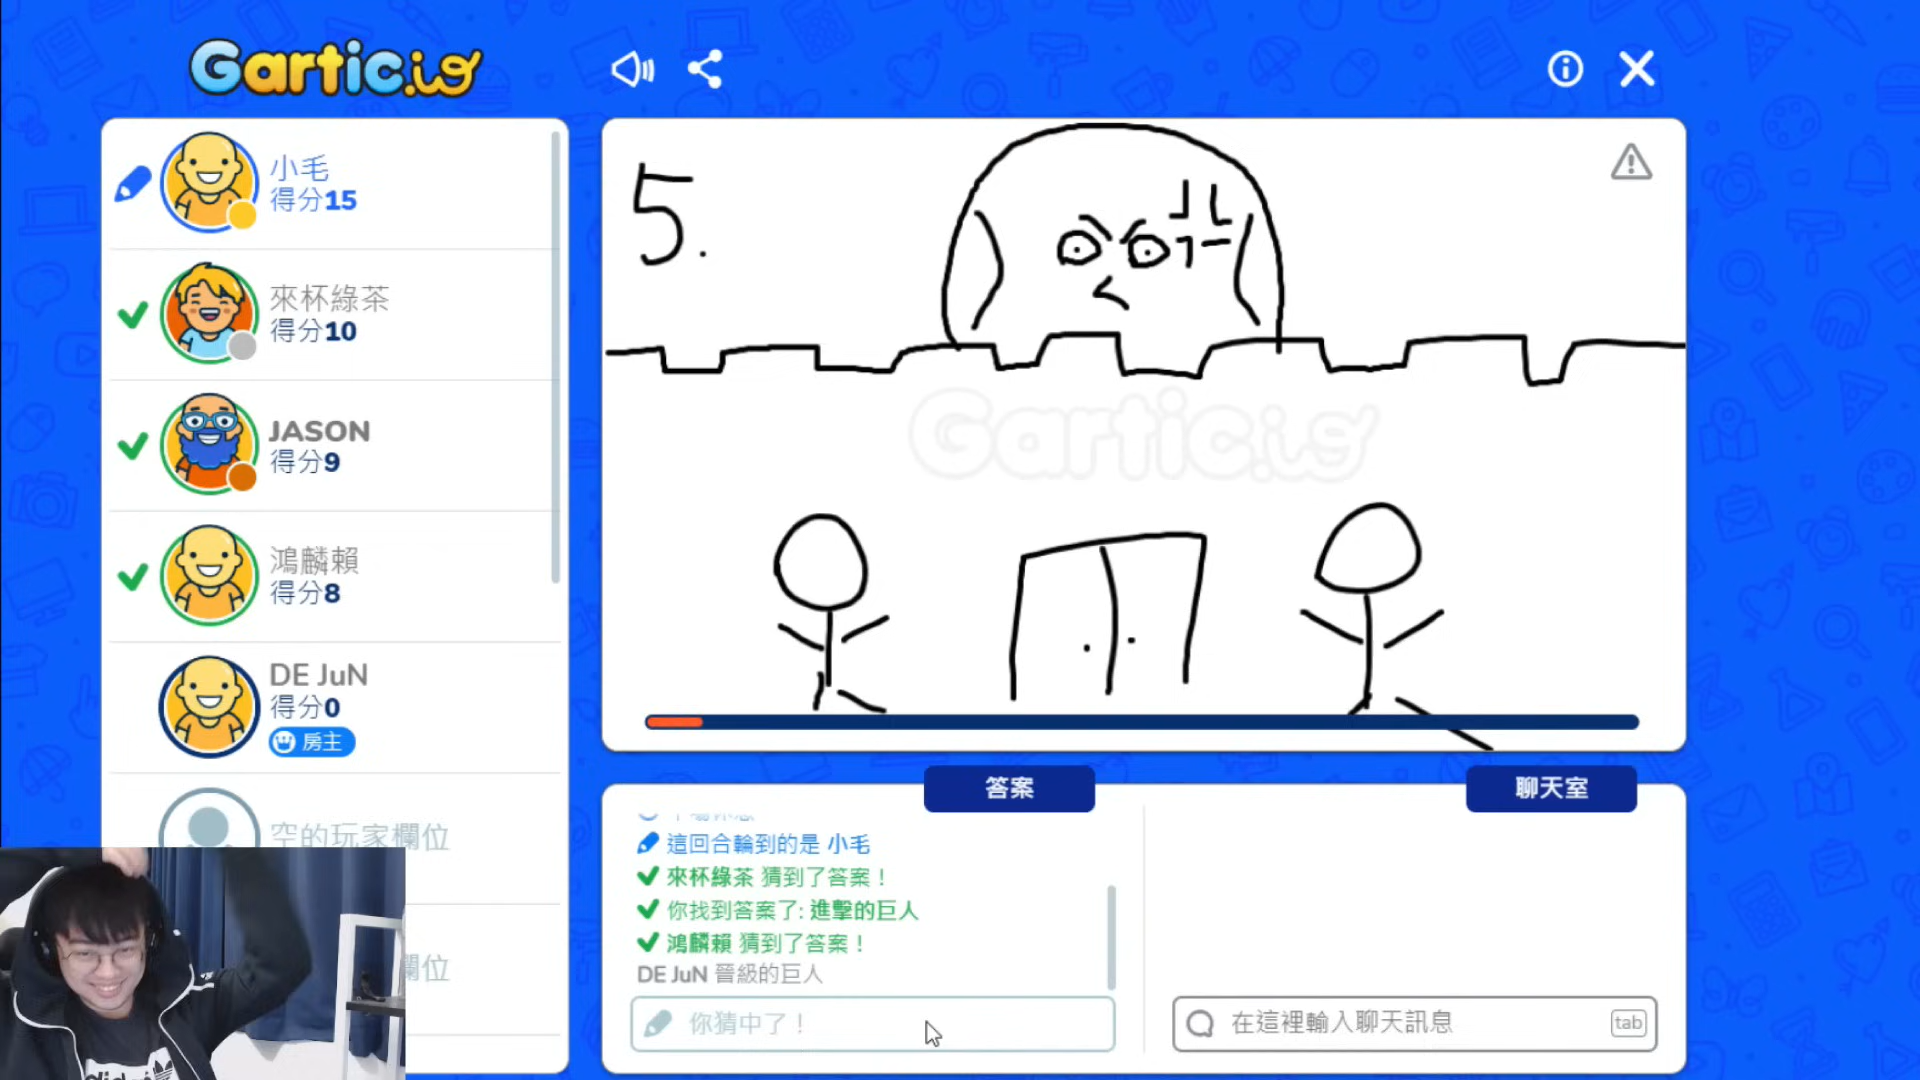 Gartic.io
小毛
得分15
來杯綠茶
得分10
JASON
得分9
鴻麟賴
得分8
DE JuN
得分0
房主
空的玩家欄位
欄位
5.
Gartic.io
答案
聊天室
這回合輪到的是 小毛
來杯綠茶 猜到了答案！
你找到答案了: 進擊的巨人
鴻麟賴 猜到了答案！
DE JuN 晉級的巨人
你猜中了！
在這裡輸入聊天訊息
tab